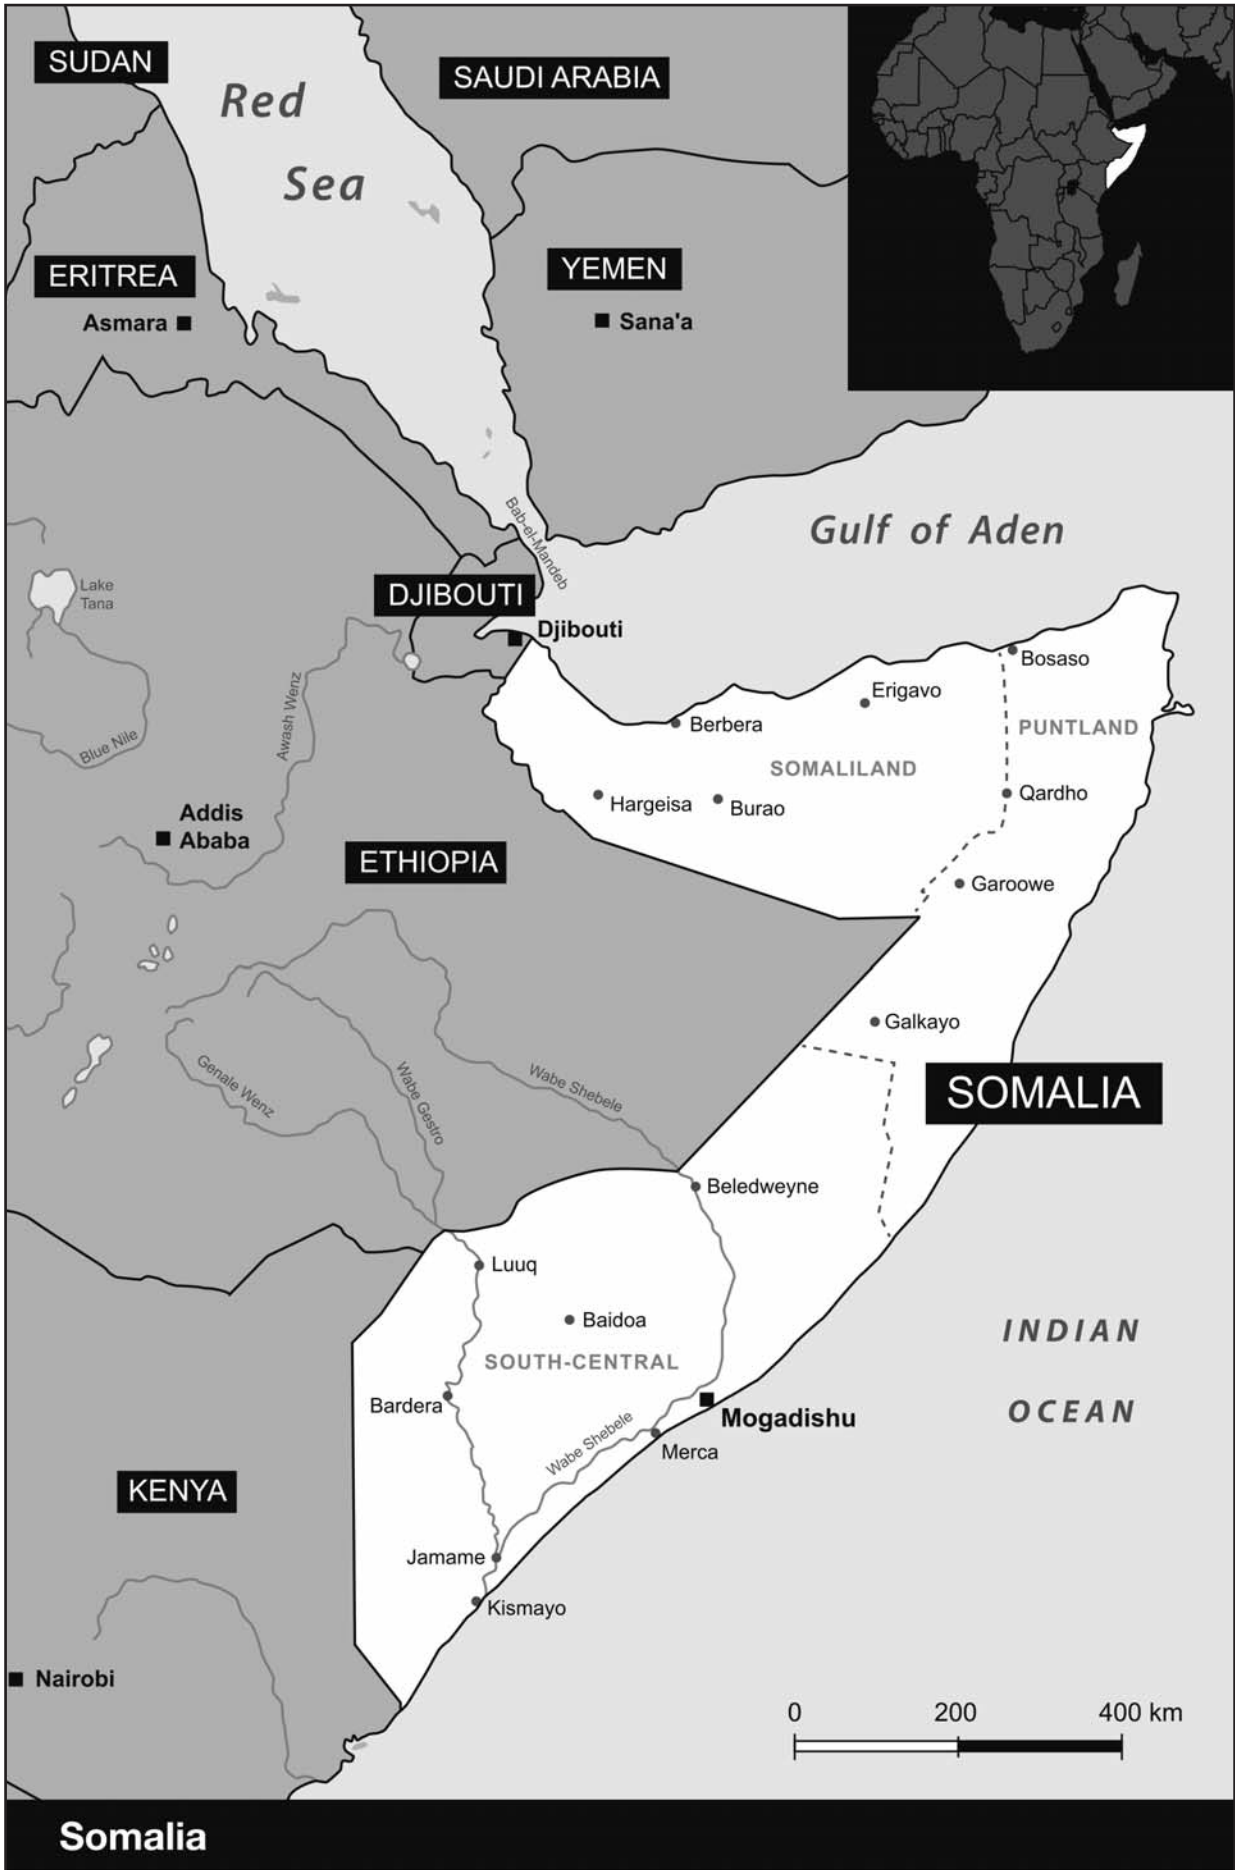 SUDAN
Red
Sea
SAUDI ARABIA
ERITREA
Asmara
YEMEN
Sana'a
Bab-el-Mandeb
Gulf of Aden
Lake
Tana
DJIBOUTI
Djibouti
Bosaso
Erigavo
Berbera
PUNTLAND
Awash Wenz
Blue Nile
SOMALILAND
Hargeisa
Burao
Qardho
Addis
Ababa
ETHIOPIA
Garoowe
Galkayo
Genale Wenz
Wabe Gestro
Wabe Shebele
SOMALIA
Beledweyne
Luuq
Baidoa
SOUTH-CENTRAL
INDIAN
OCEAN
Bardera
Mogadishu
Wabe Shebele
Merca
KENYA
Jamame
Kismayo
Nairobi
0 200 400 km
Somalia